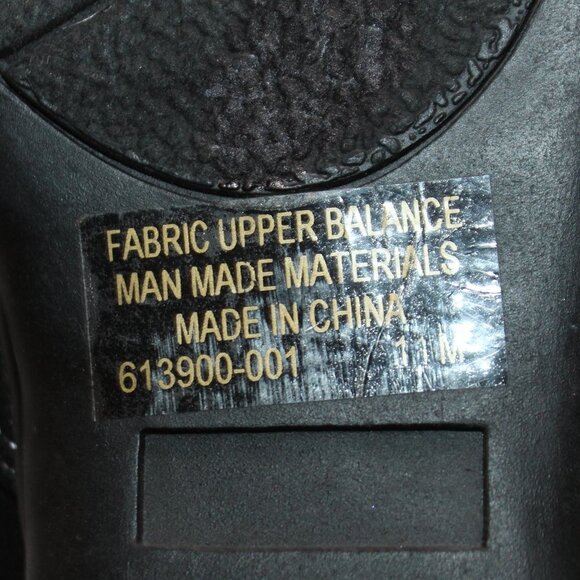 FABRIC UPPER BALANCE
MAN MADE MATERIALS
MADE IN CHINA
613900-001 11 M